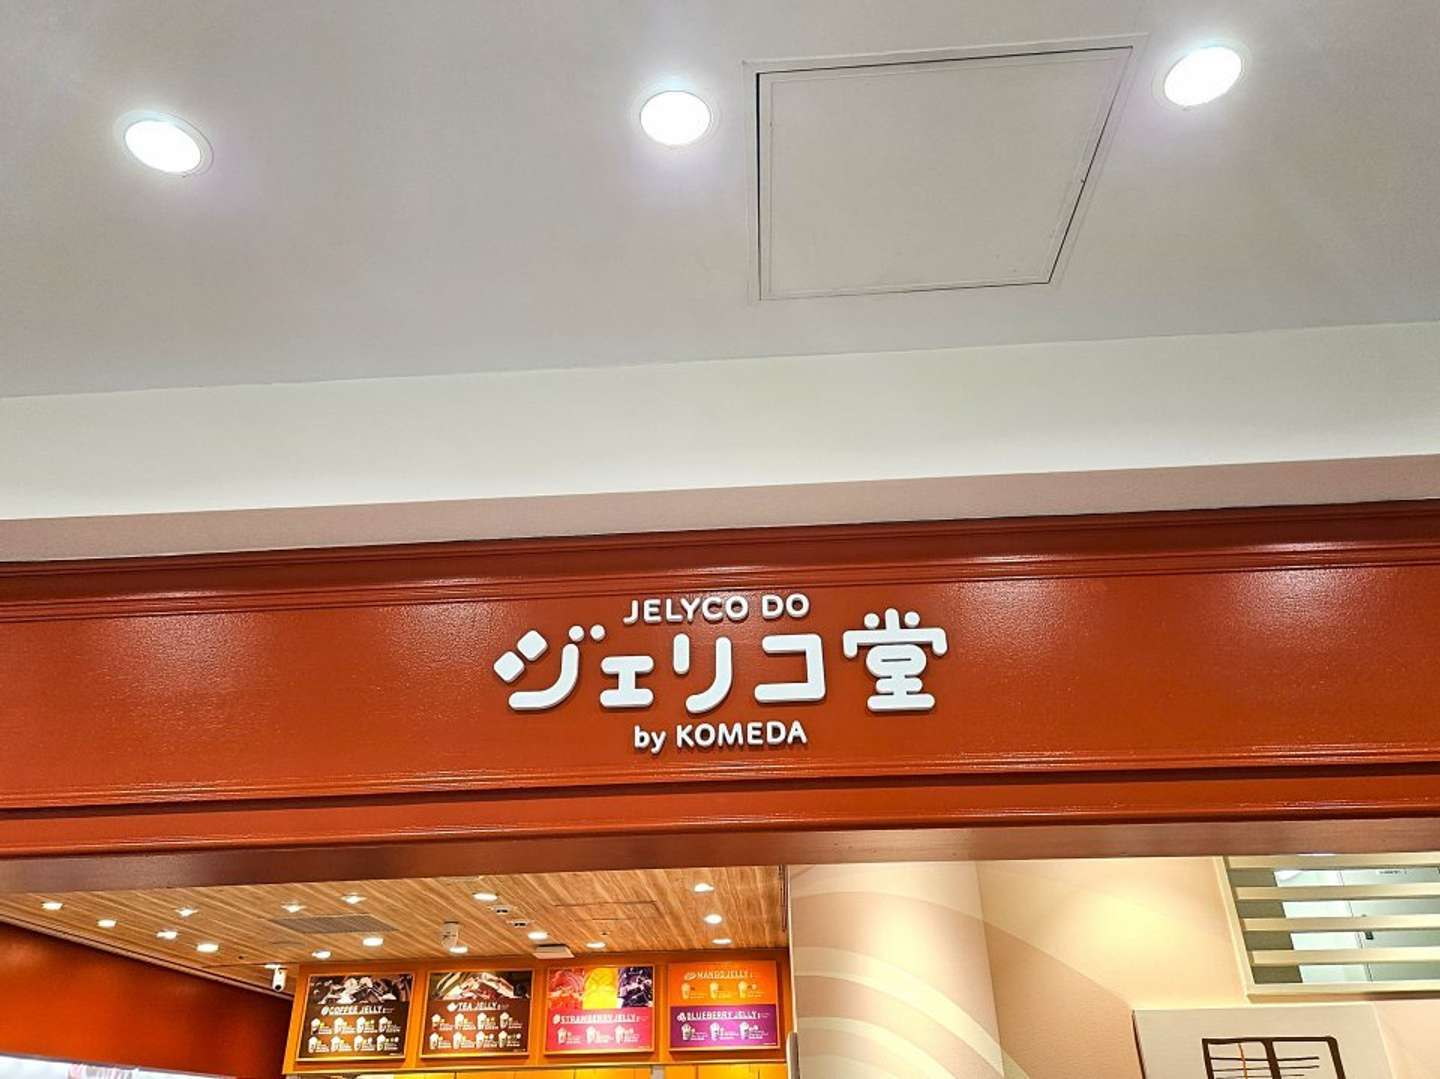 JELYCO DO
ジェリコ堂
by KOMEDA
COFFEE JELLY
TEA JELLY
STRAWBERRY JELLY
MANGO JELLY
BLUEBERRY JELLY